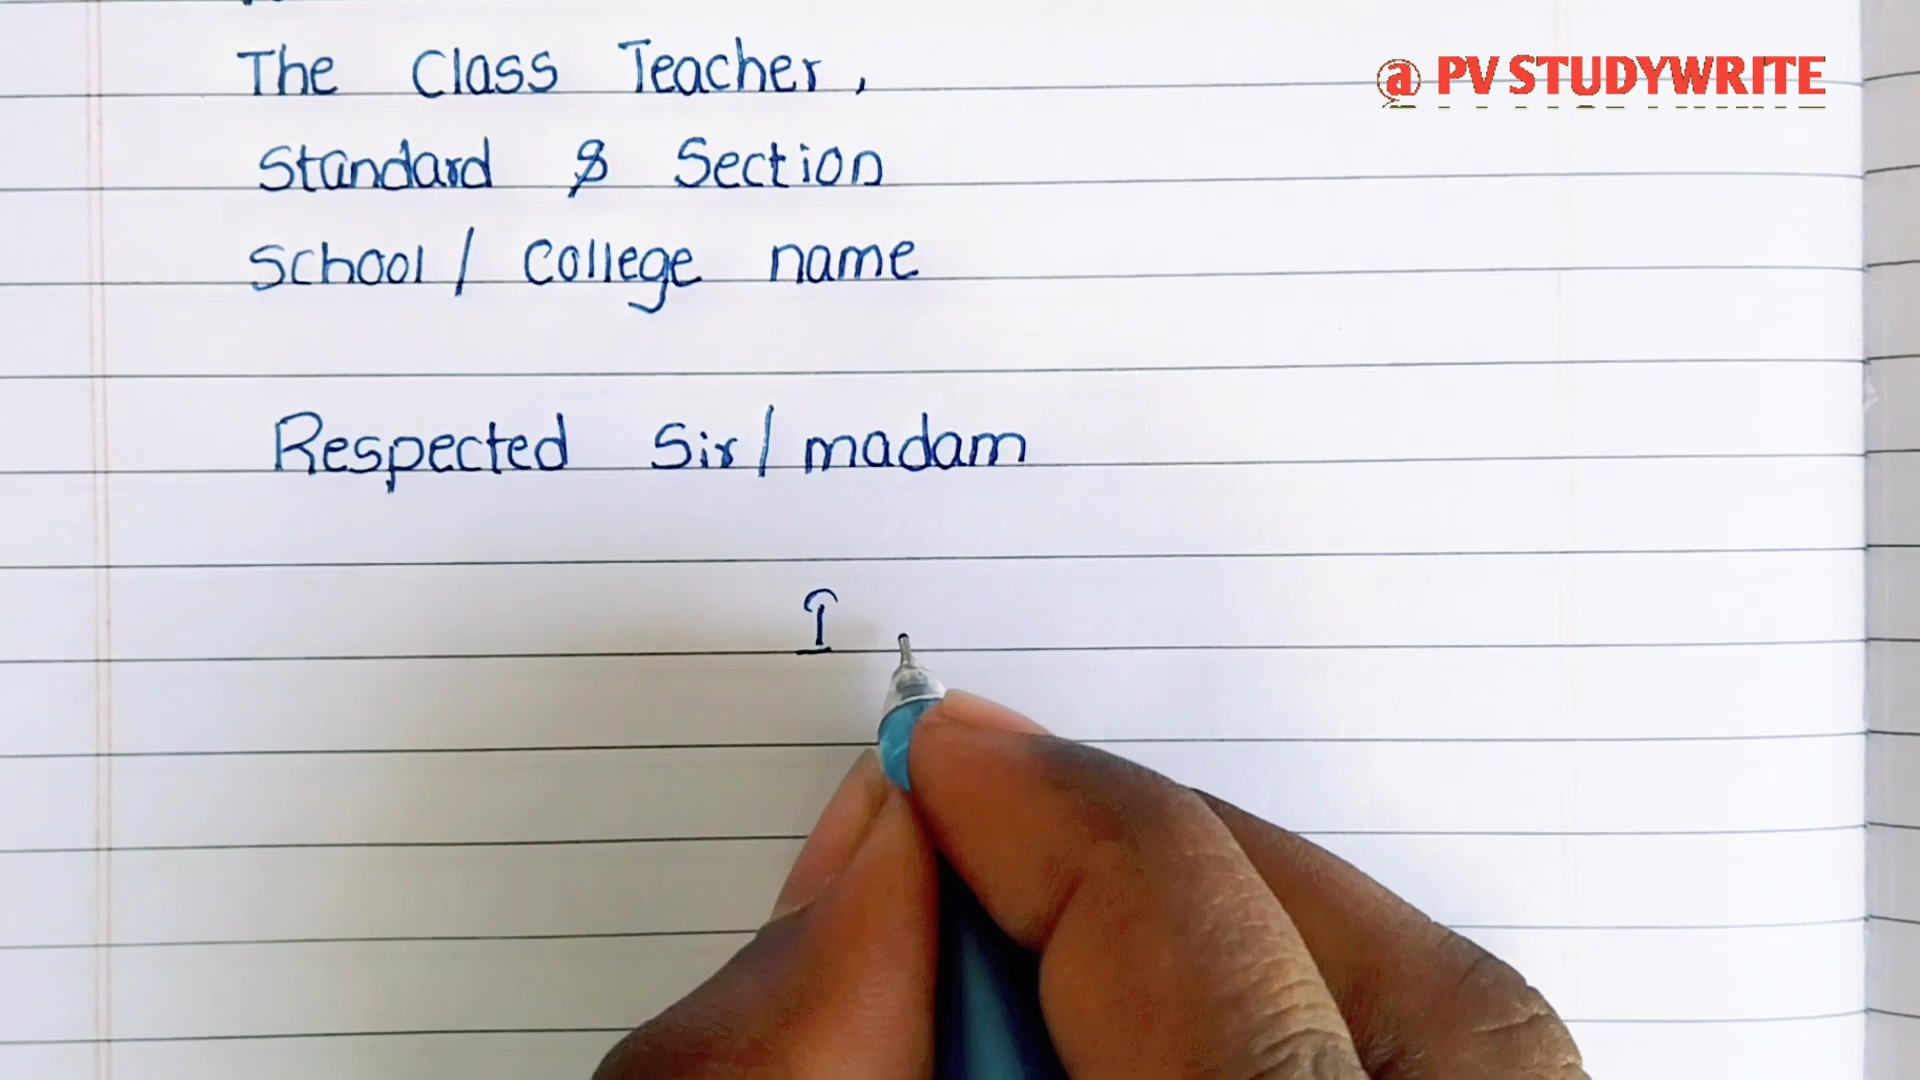 The Class Teacher,
@ PV STUDYWRITE
Standard & Section
School/ College name
Respected Sir/ madam
I